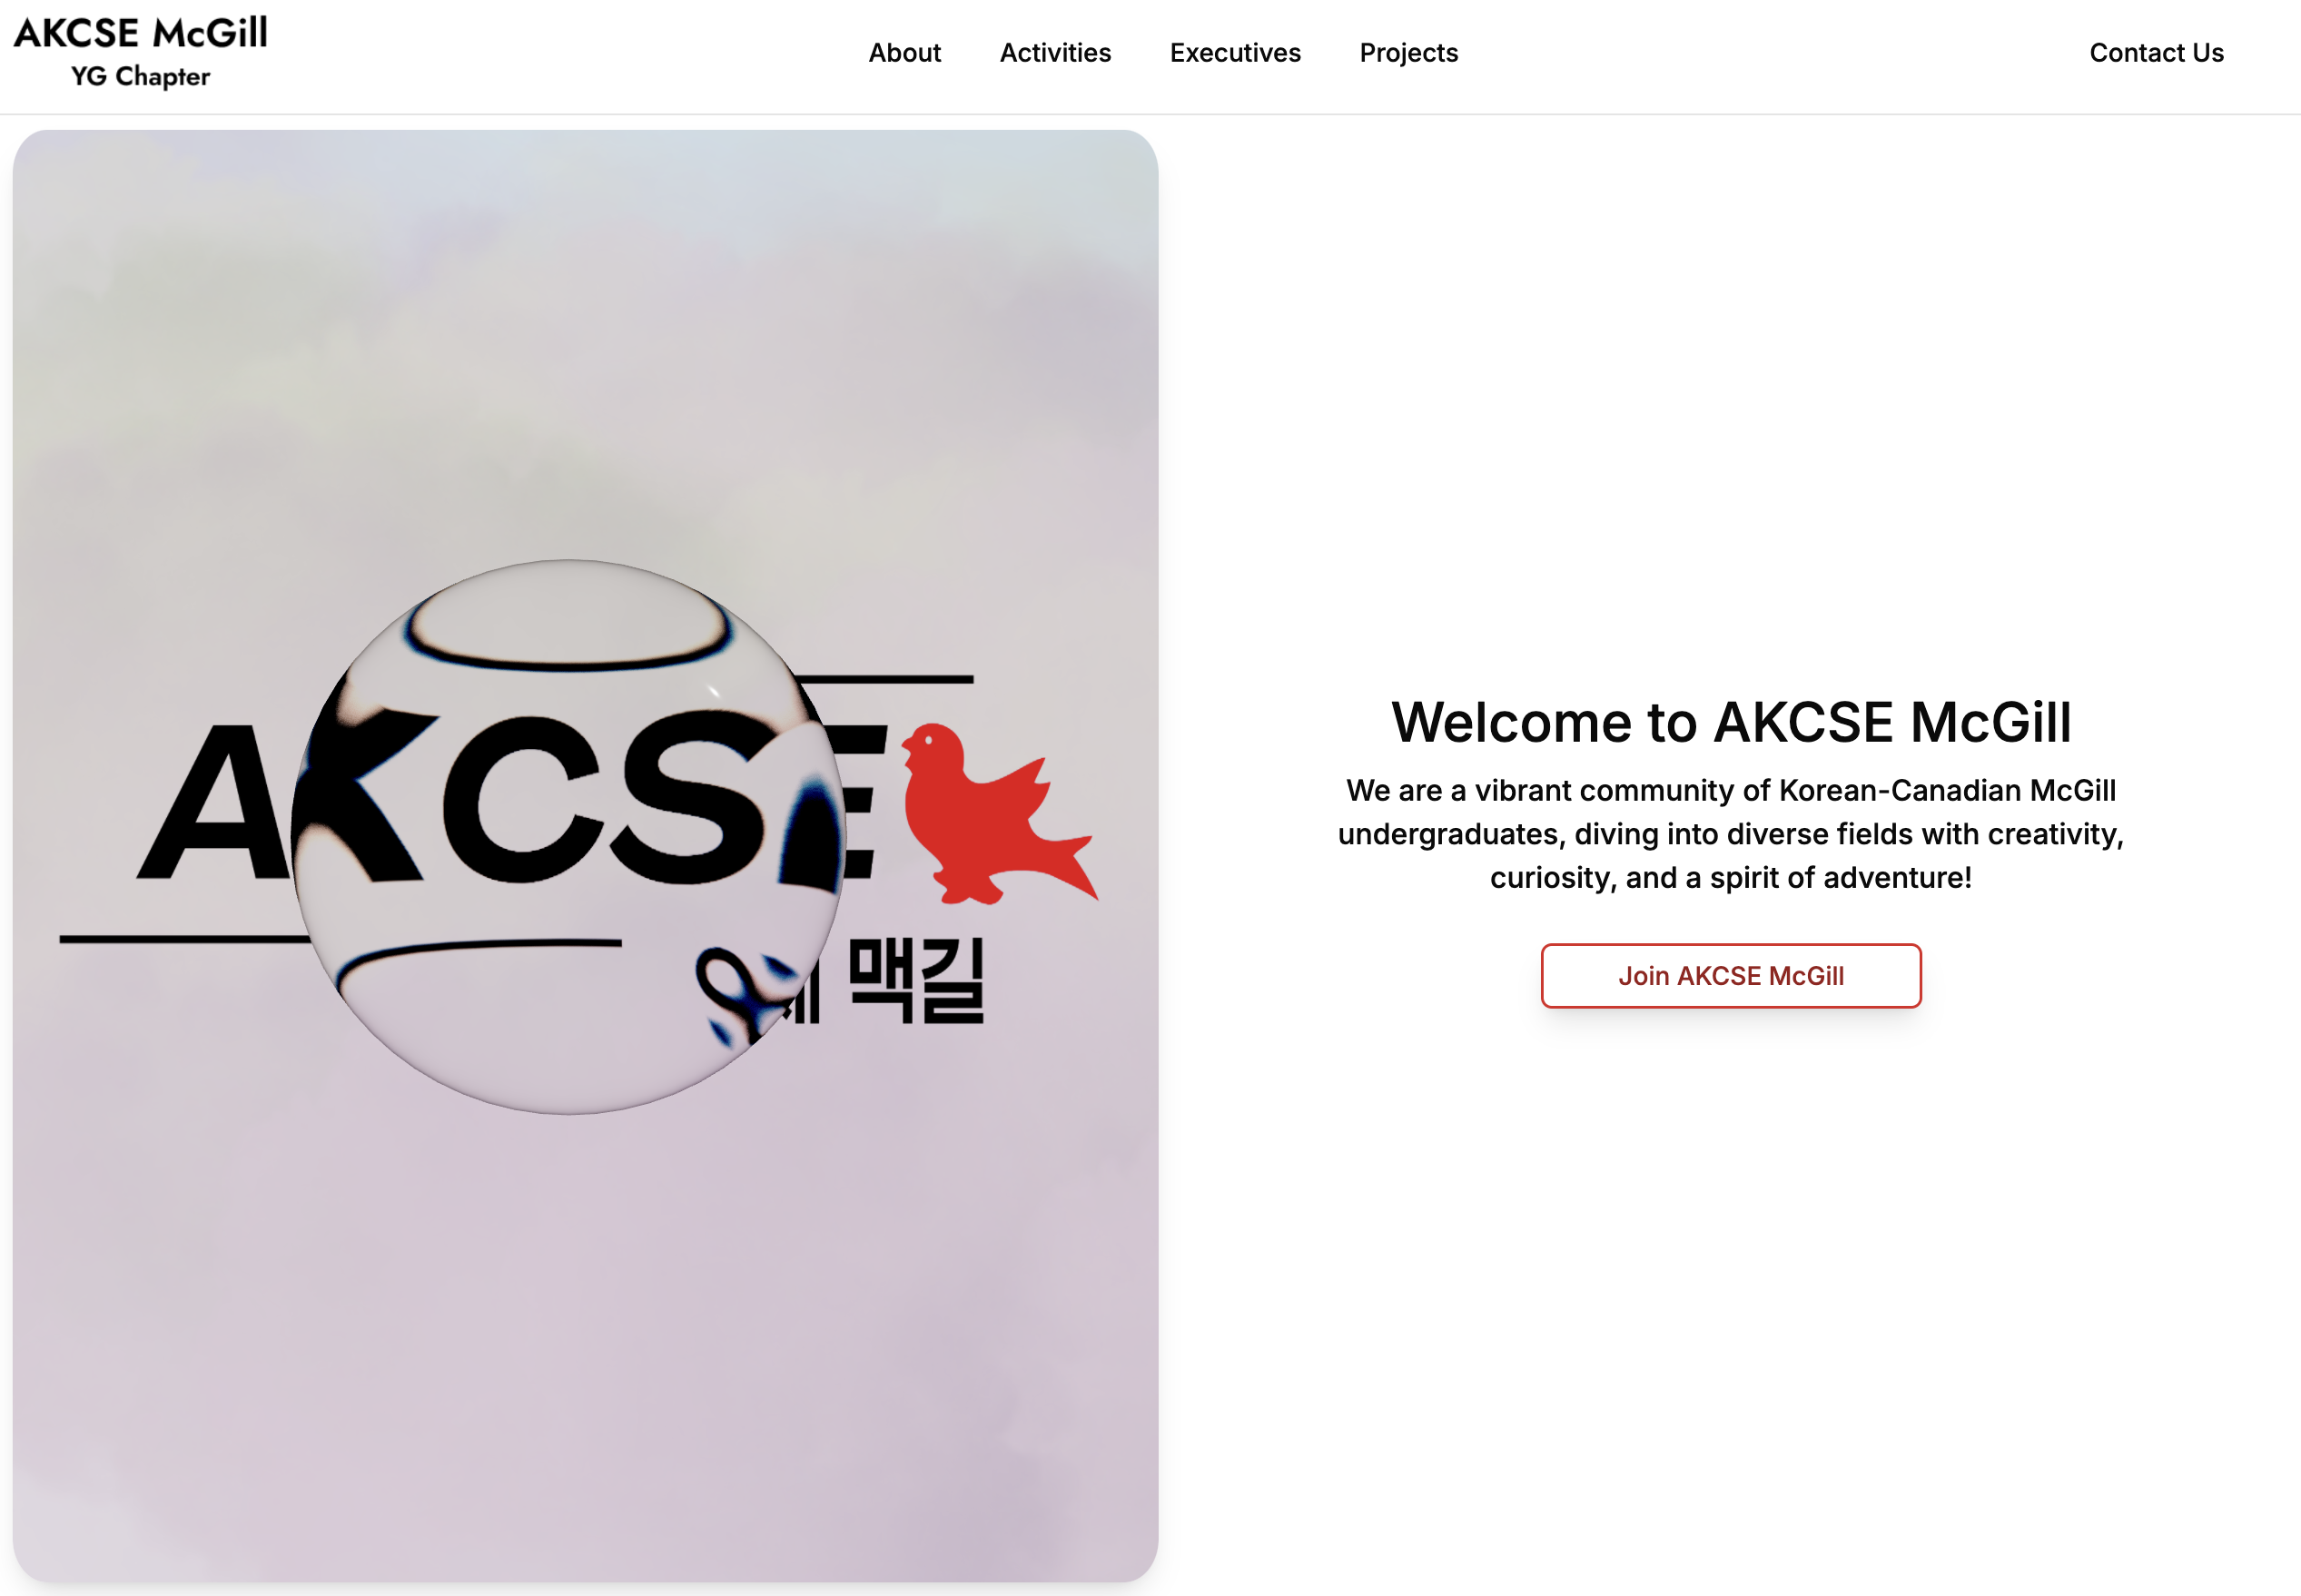 AKCSE McGill
YG Chapter
About Activities Executives Projects Contact Us
AKCSE
맥길
Welcome to AKCSE McGill
We are a vibrant community of Korean-Canadian McGill
undergraduates, diving into diverse fields with creativity,
curiosity, and a spirit of adventure!
Join AKCSE McGill